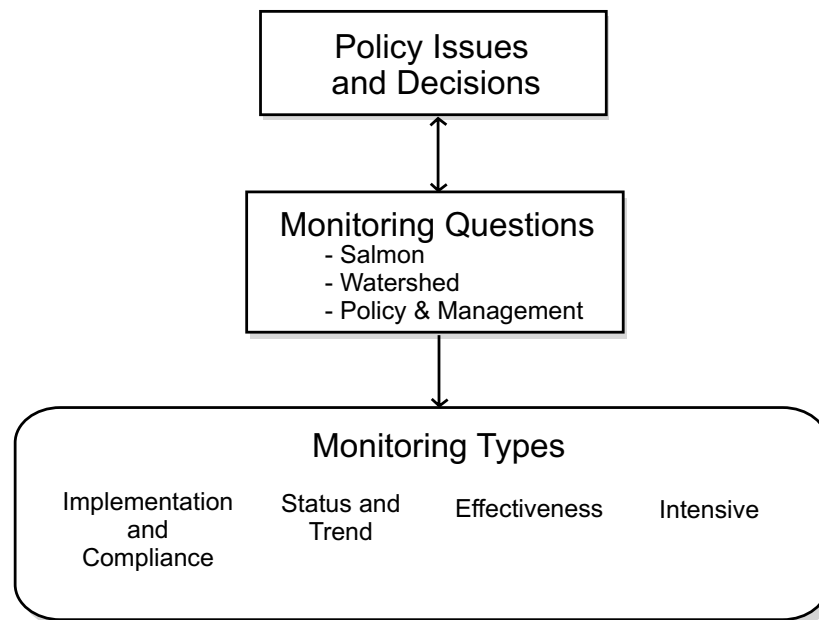 Policy Issues
and Decisions
Monitoring Questions
- Salmon
- Watershed
- Policy & Management
Monitoring Types
Implementation
and
Compliance
Status and
Trend
Effectiveness
Intensive